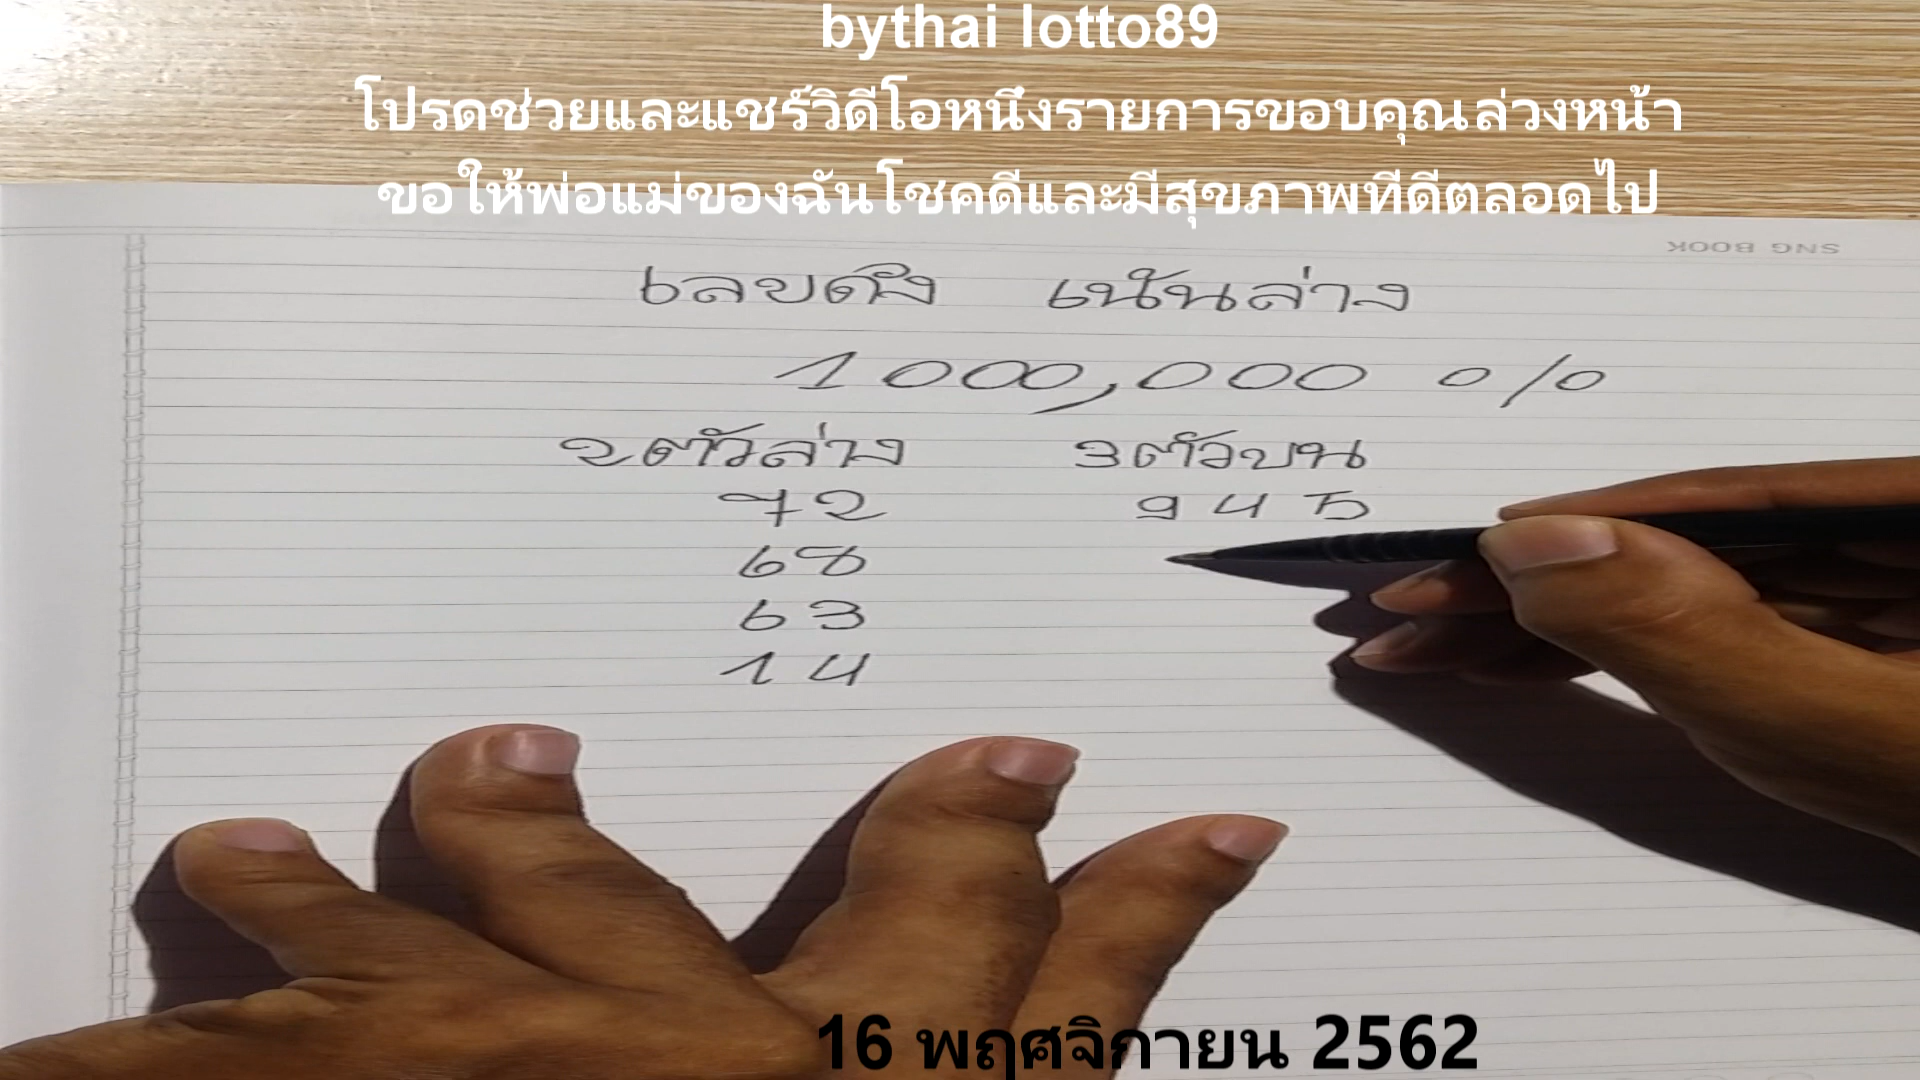 bythai lotto89
โปรดช่วยและแชร์วิดีโอหนึ่งรายการขอบคุณล่วงหน้า
ขอให้พ่อแม่ของฉันโชคดีและมีสุขภาพที่ดีตลอดไป
SNG BOOK
เลขดัง เน้นล่าง
1000,000 %
2ตัวล่าง 3ตัวบน
72 945
68
63
14
16 พฤศจิกายน 2562